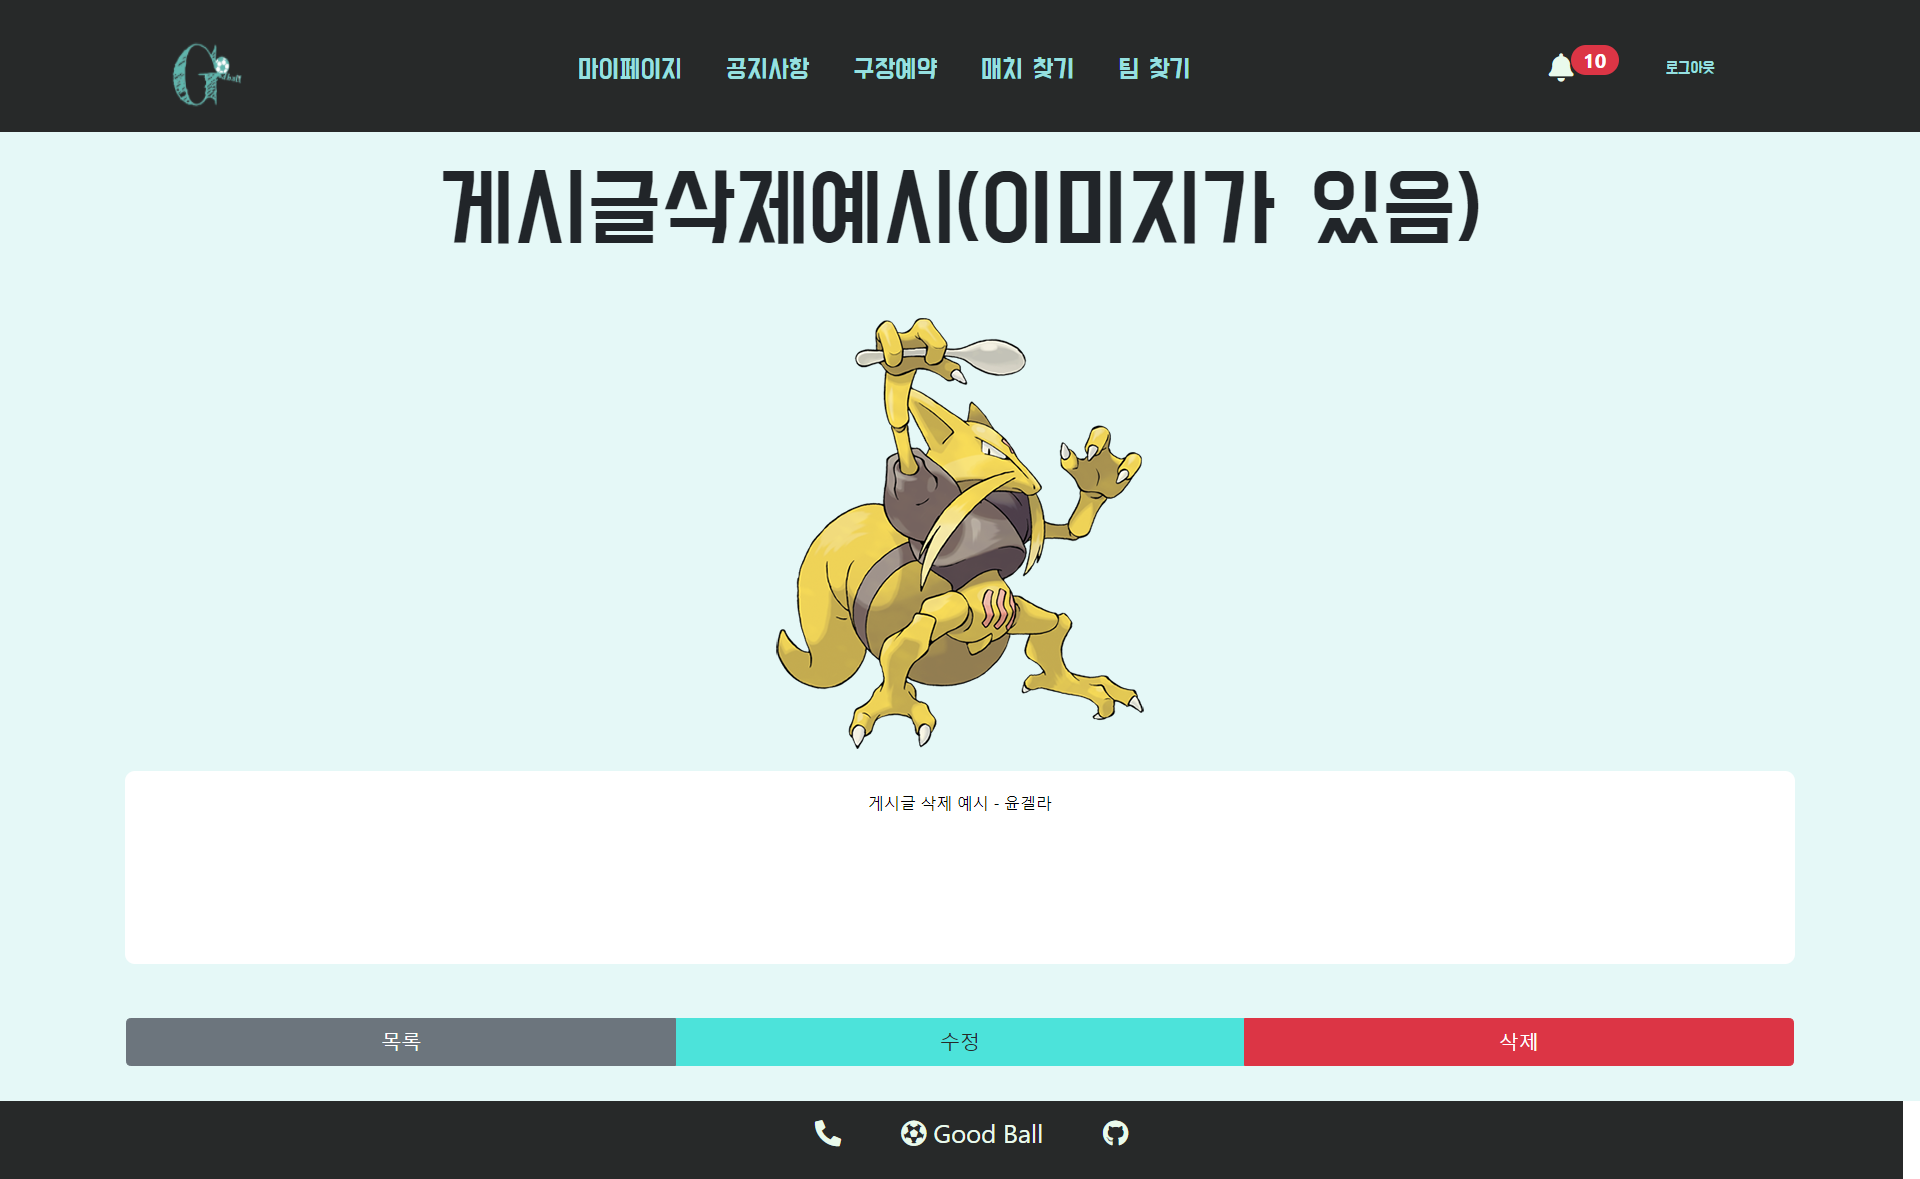 G ball
마이페이지 공지사항 구장예약 매치 찾기 팀 찾기 10 로그아웃
게시글삭제예시(이미지가 있음)
게시글 삭제 예시 - 윤겔라
목록 수정 삭제
Good Ball